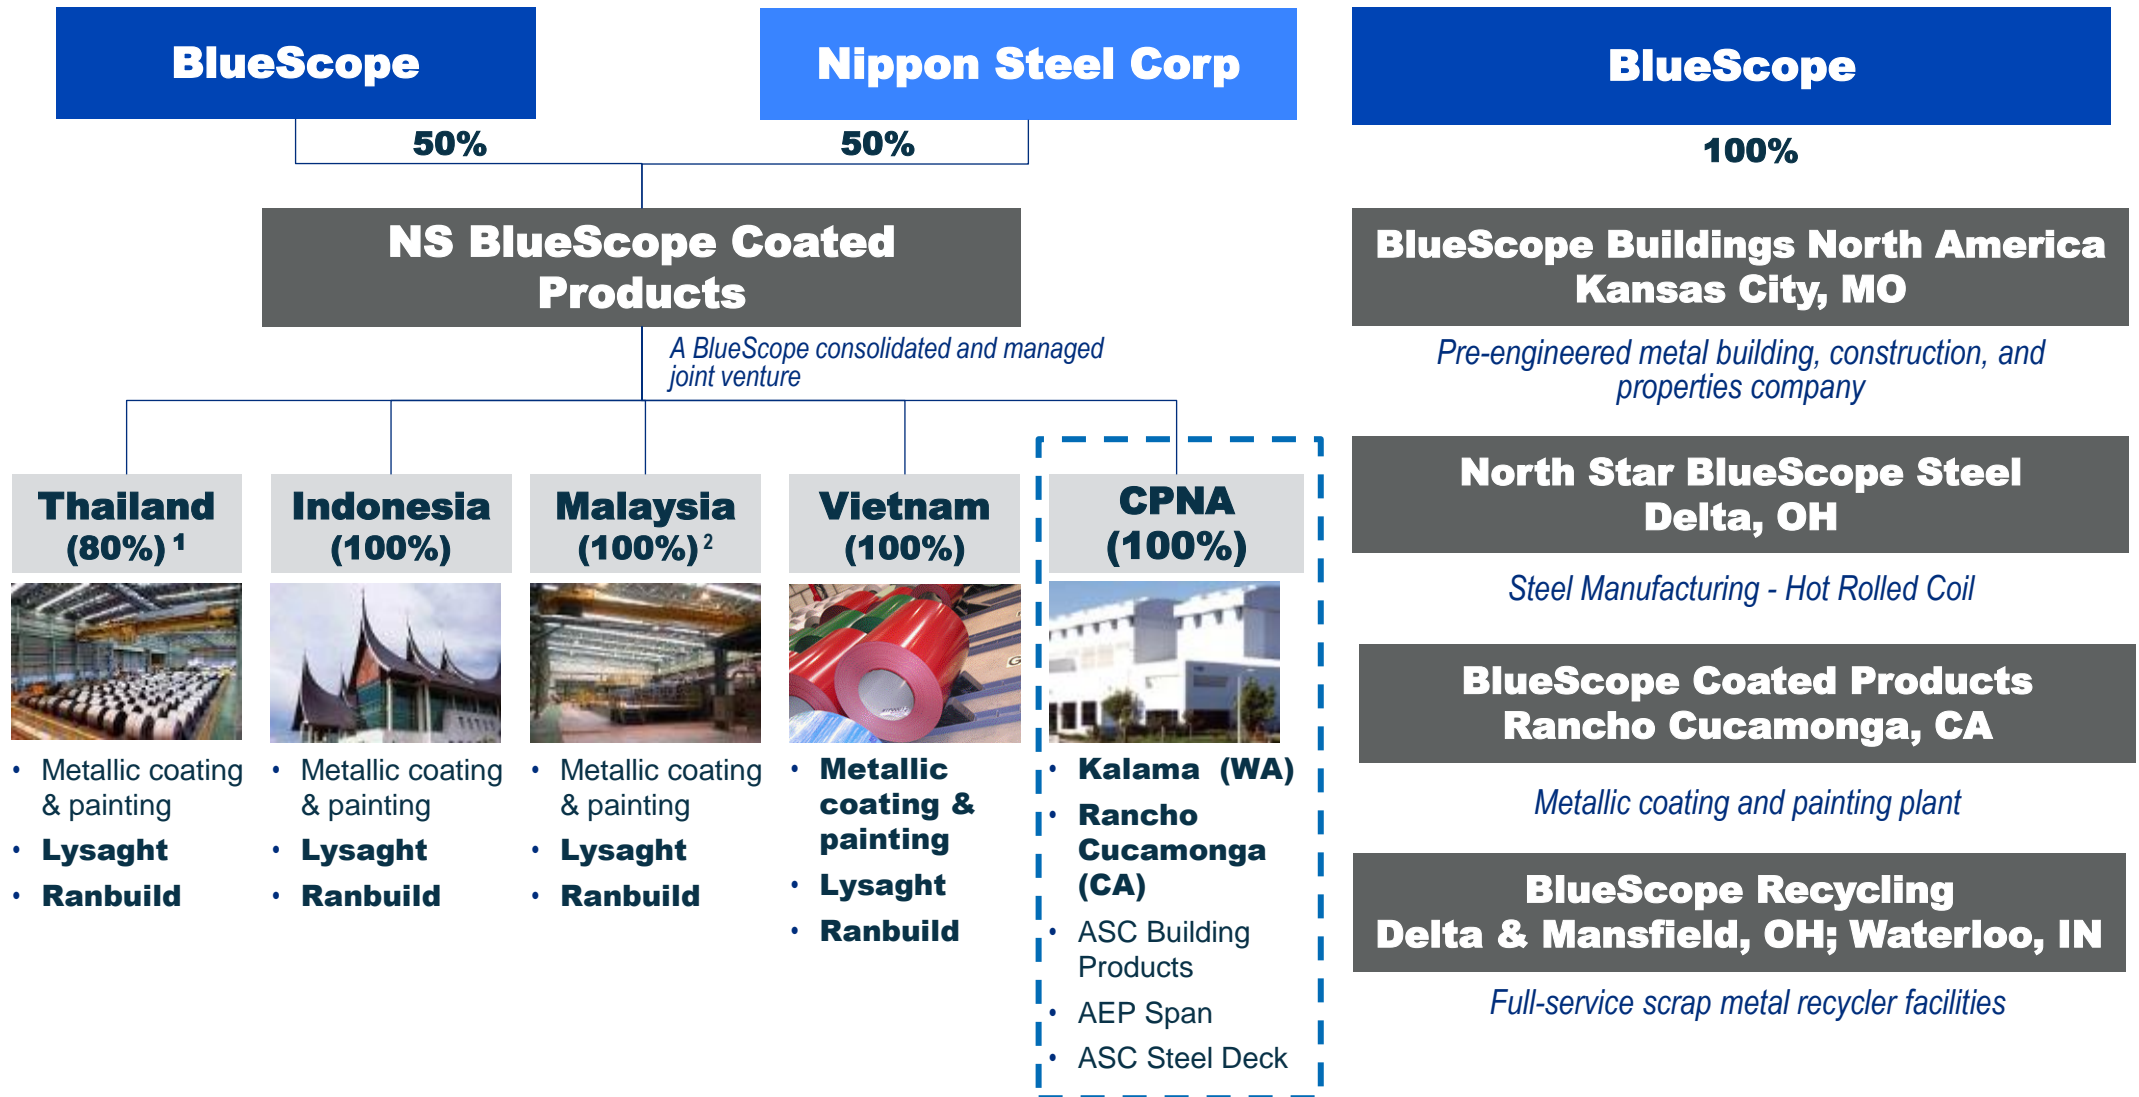 BlueScope
Nippon Steel Corp
50%
50%
NS BlueScope Coated
Products
A BlueScope consolidated and managed
joint venture
Thailand
(80%) 1
Indonesia
(100%)
Malaysia
(100%) 2
Vietnam
(100%)
CPNA
(100%)
• Metallic coating
& painting
• Lysaght
• Ranbuild
• Metallic coating
& painting
• Lysaght
• Ranbuild
• Metallic coating
& painting
• Lysaght
• Ranbuild
• Metallic
coating &
painting
• Lysaght
• Ranbuild
• Kalama (WA)
• Rancho
Cucamonga
(CA)
• ASC Building
Products
• AEP Span
• ASC Steel Deck
BlueScope
100%
BlueScope Buildings North America
Kansas City, MO
Pre-engineered metal building, construction, and
properties company
North Star BlueScope Steel
Delta, OH
Steel Manufacturing - Hot Rolled Coil
BlueScope Coated Products
Rancho Cucamonga, CA
Metallic coating and painting plant
BlueScope Recycling
Delta & Mansfield, OH; Waterloo, IN
Full-service scrap metal recycler facilities